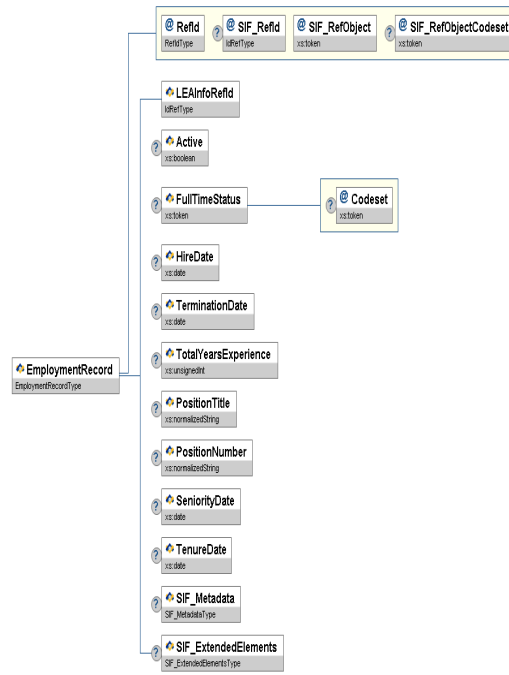 @ RefId
RefIdType
? @ SIF_RefId
IdRefType
@ SIF_RefObject
xs:token
? @ SIF_RefObjectCodeset
xs:token
LEAInfoRefId
IdRefType
? Active
xs:boolean
? FullTimeStatus
xs:token
? @ Codeset
xs:token
? HireDate
xs:date
? TerminationDate
xs:date
EmploymentRecord
EmploymentRecordType
? TotalYearsExperience
xs:unsignedInt
? PositionTitle
xs:normalizedString
? PositionNumber
xs:normalizedString
? SeniorityDate
xs:date
? TenureDate
xs:date
? SIF_Metadata
SIF_MetadataType
? SIF_ExtendedElements
SIF_ExtendedElementsType